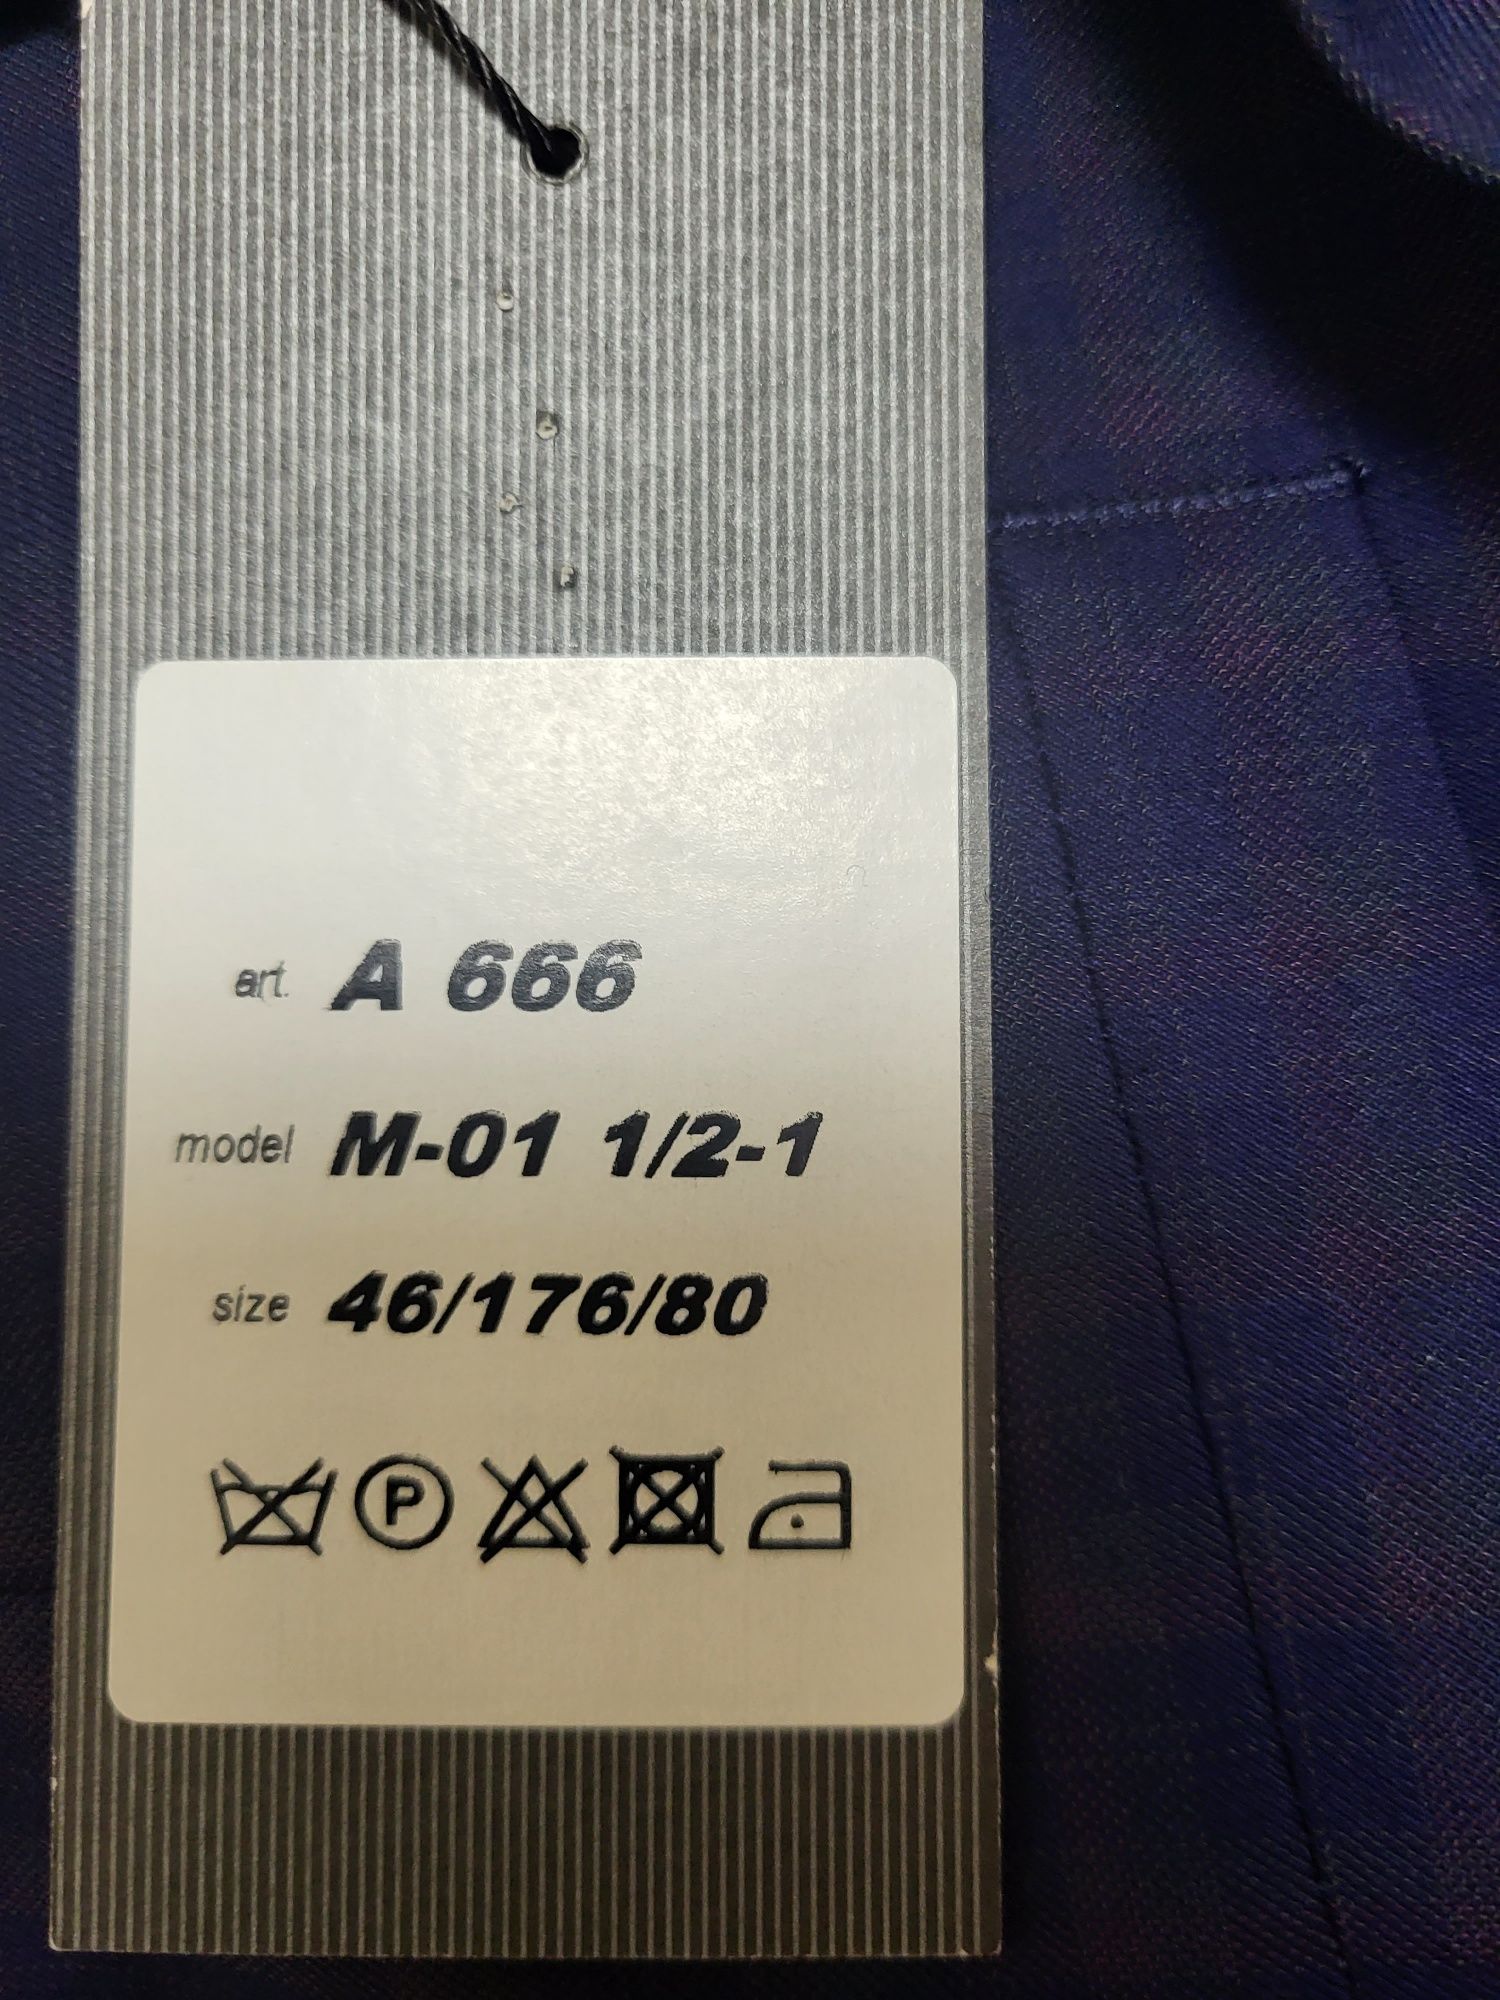 art. A 666
model M-01 1/2-1
size 46/176/80
P